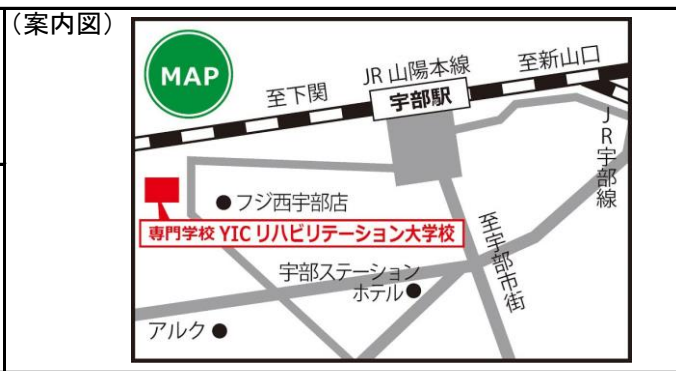 （案内図）
MAP
JR 山陽本線
至新山口
至下関
宇部駅
JR宇部線
フジ西宇部店
専門学校 YIC リハビリテーション大学校
至宇部市街
宇部ステーション
ホテル
アルク